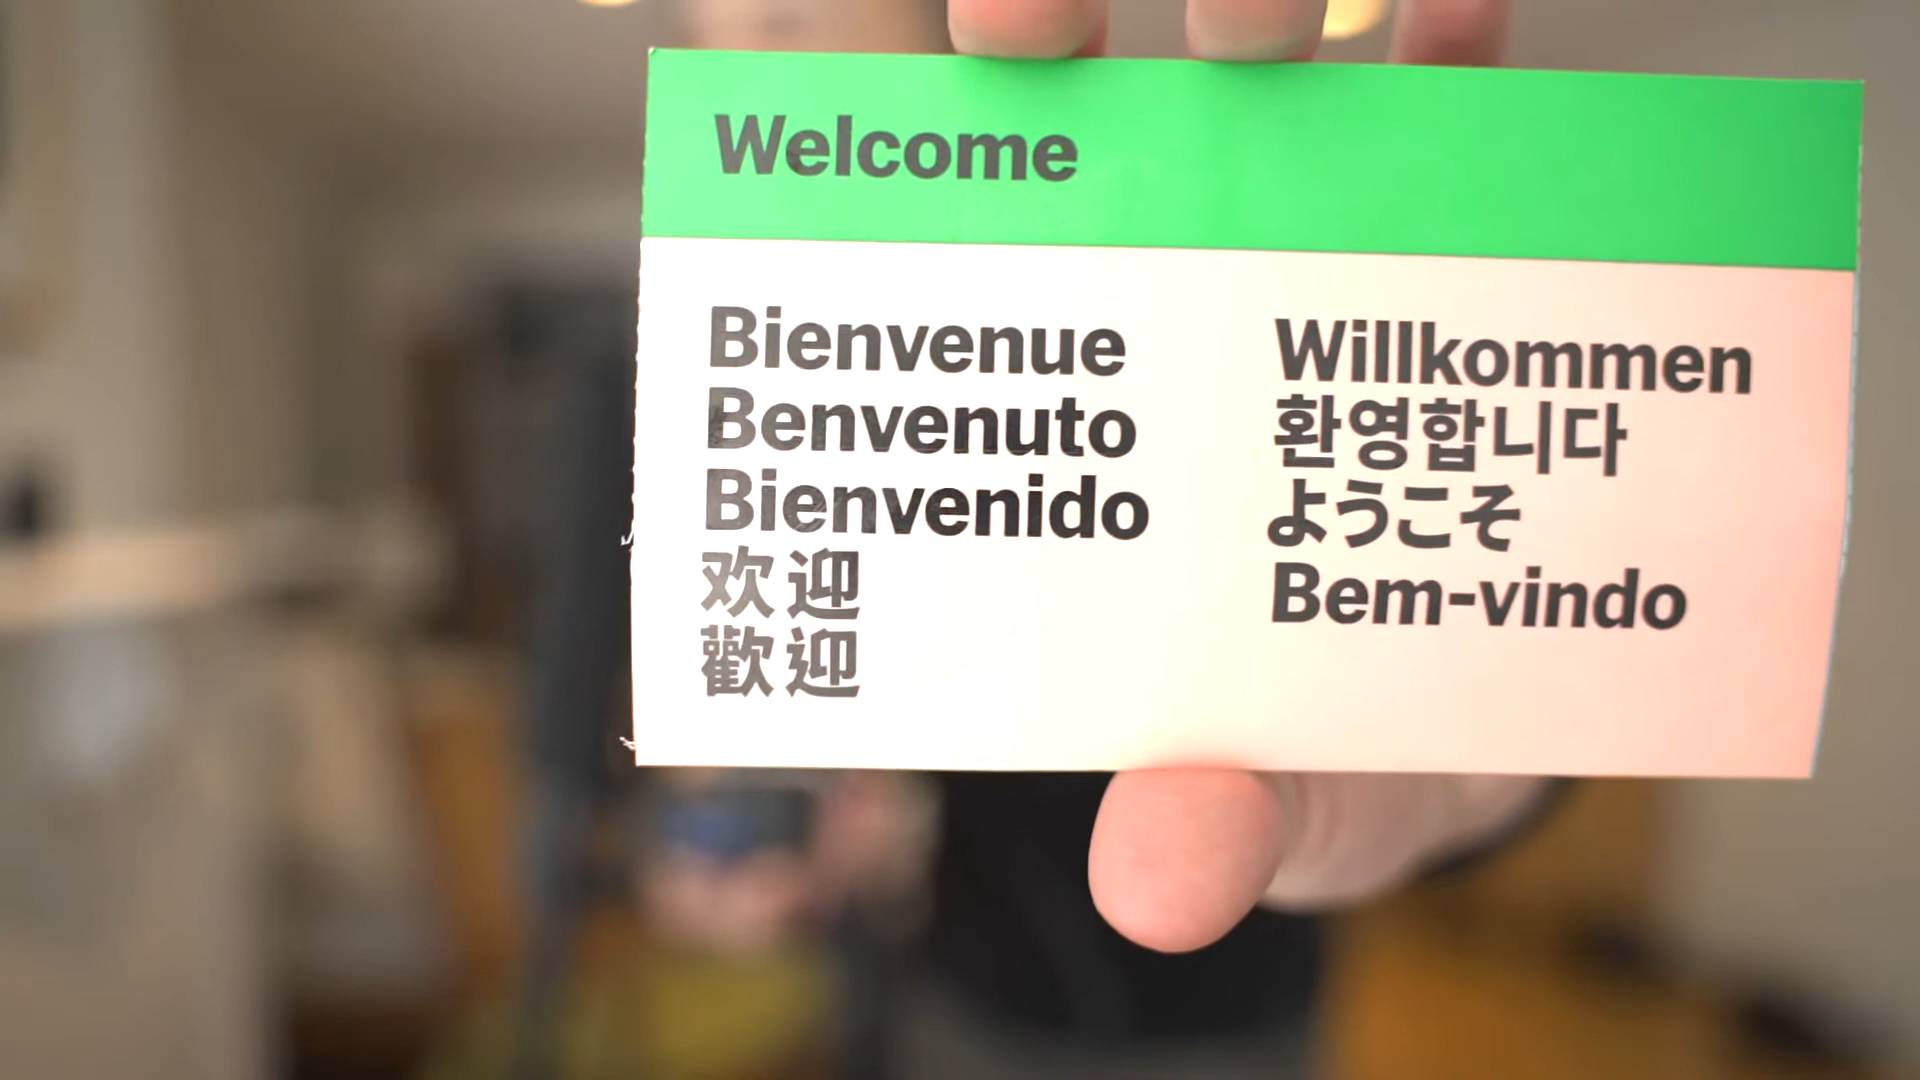 Welcome
Bienvenue
Benvenuto
Bienvenido
欢迎
歡迎
Willkommen
환영합니다
ようこそ
Bem-vindo